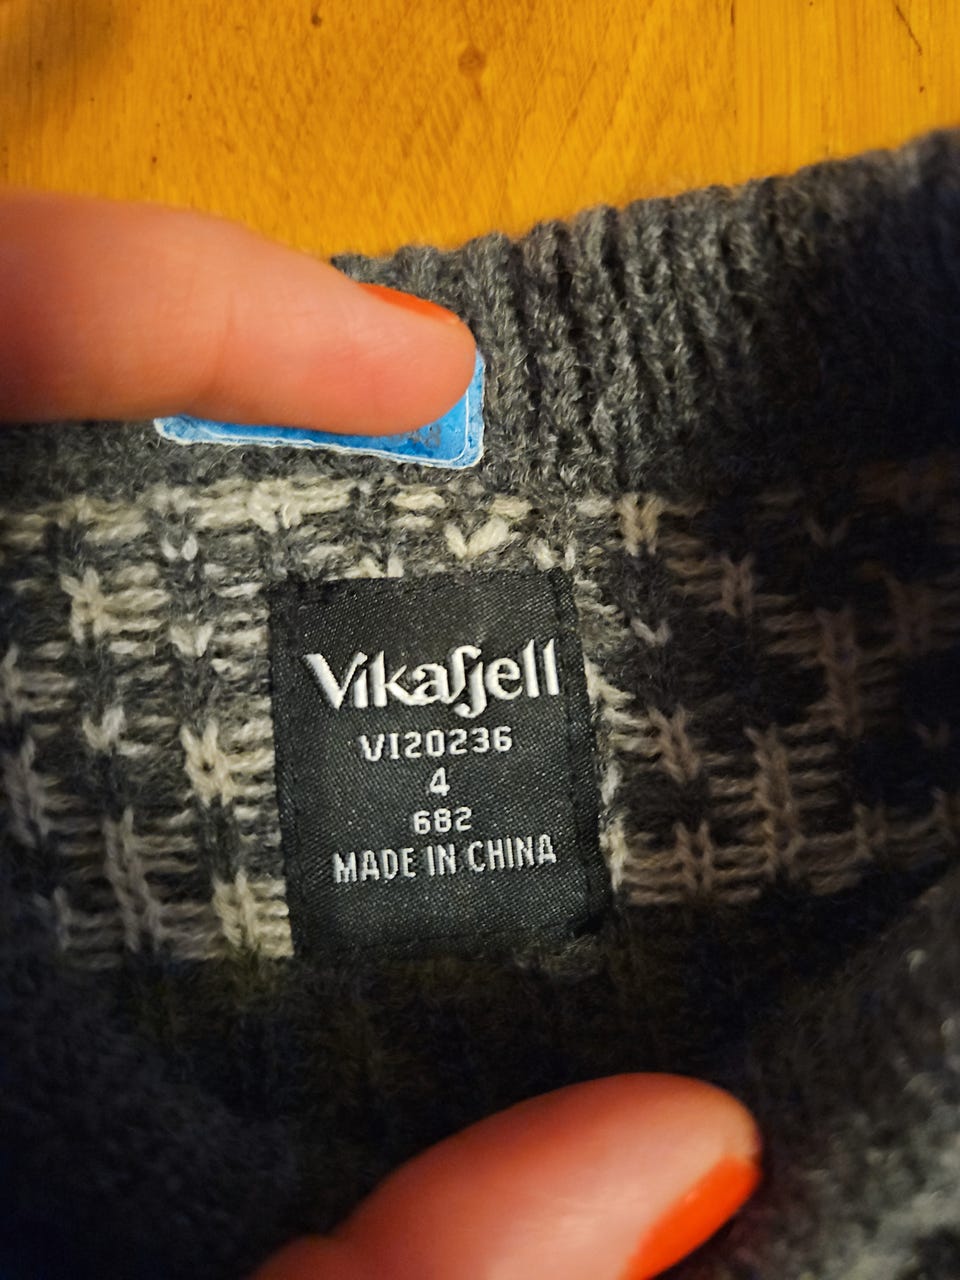 Vikafjell
VI20236
4
682
MADE IN CHINA